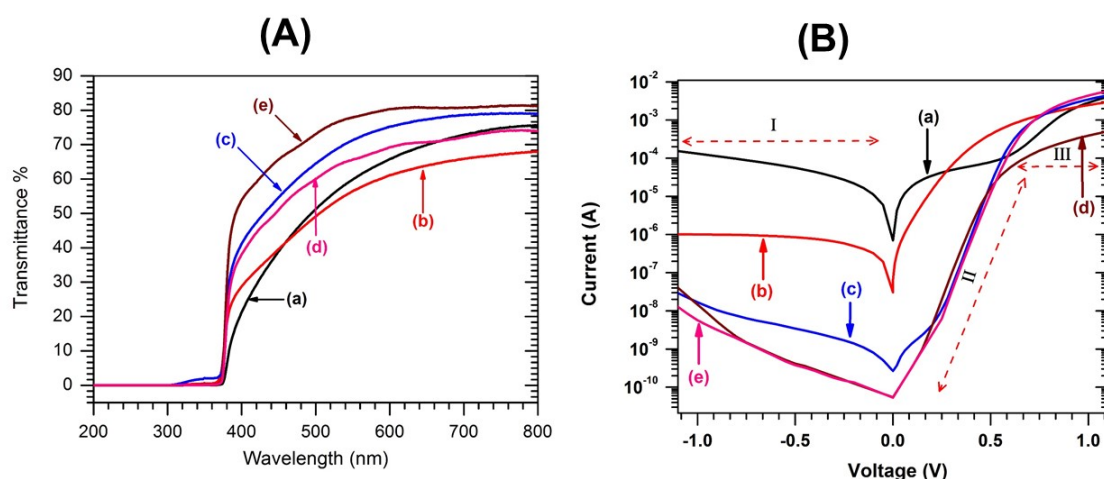 (A)
90
80
70
60
50
40
30
20
10
0
Transmittance %
(e)
(c)
(d)
(b)
(a)
200 300 400 500 600 700 800
Wavelength (nm)
(B)
10-2
10-3
10-4
10-5
10-6
10-7
10-8
10-9
10-10
Current (A)
I
(a)
III
(d)
(b)
(c)
II
(e)
-1.0 -0.5 0.0 0.5 1.0
Voltage (V)